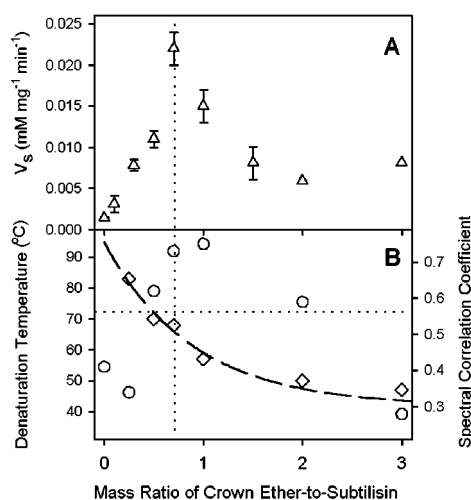 0.025
0.020
0.015
0.010
0.005
0.000
V_S (mM mg⁻¹ min⁻¹)
A
90
80
70
60
50
40
Denaturation Temperature (⁰C)
B
0.7
0.6
0.5
0.4
0.3
Spectral Correlation Coefficient
0 1 2 3
Mass Ratio of Crown Ether-to-Subtilisin